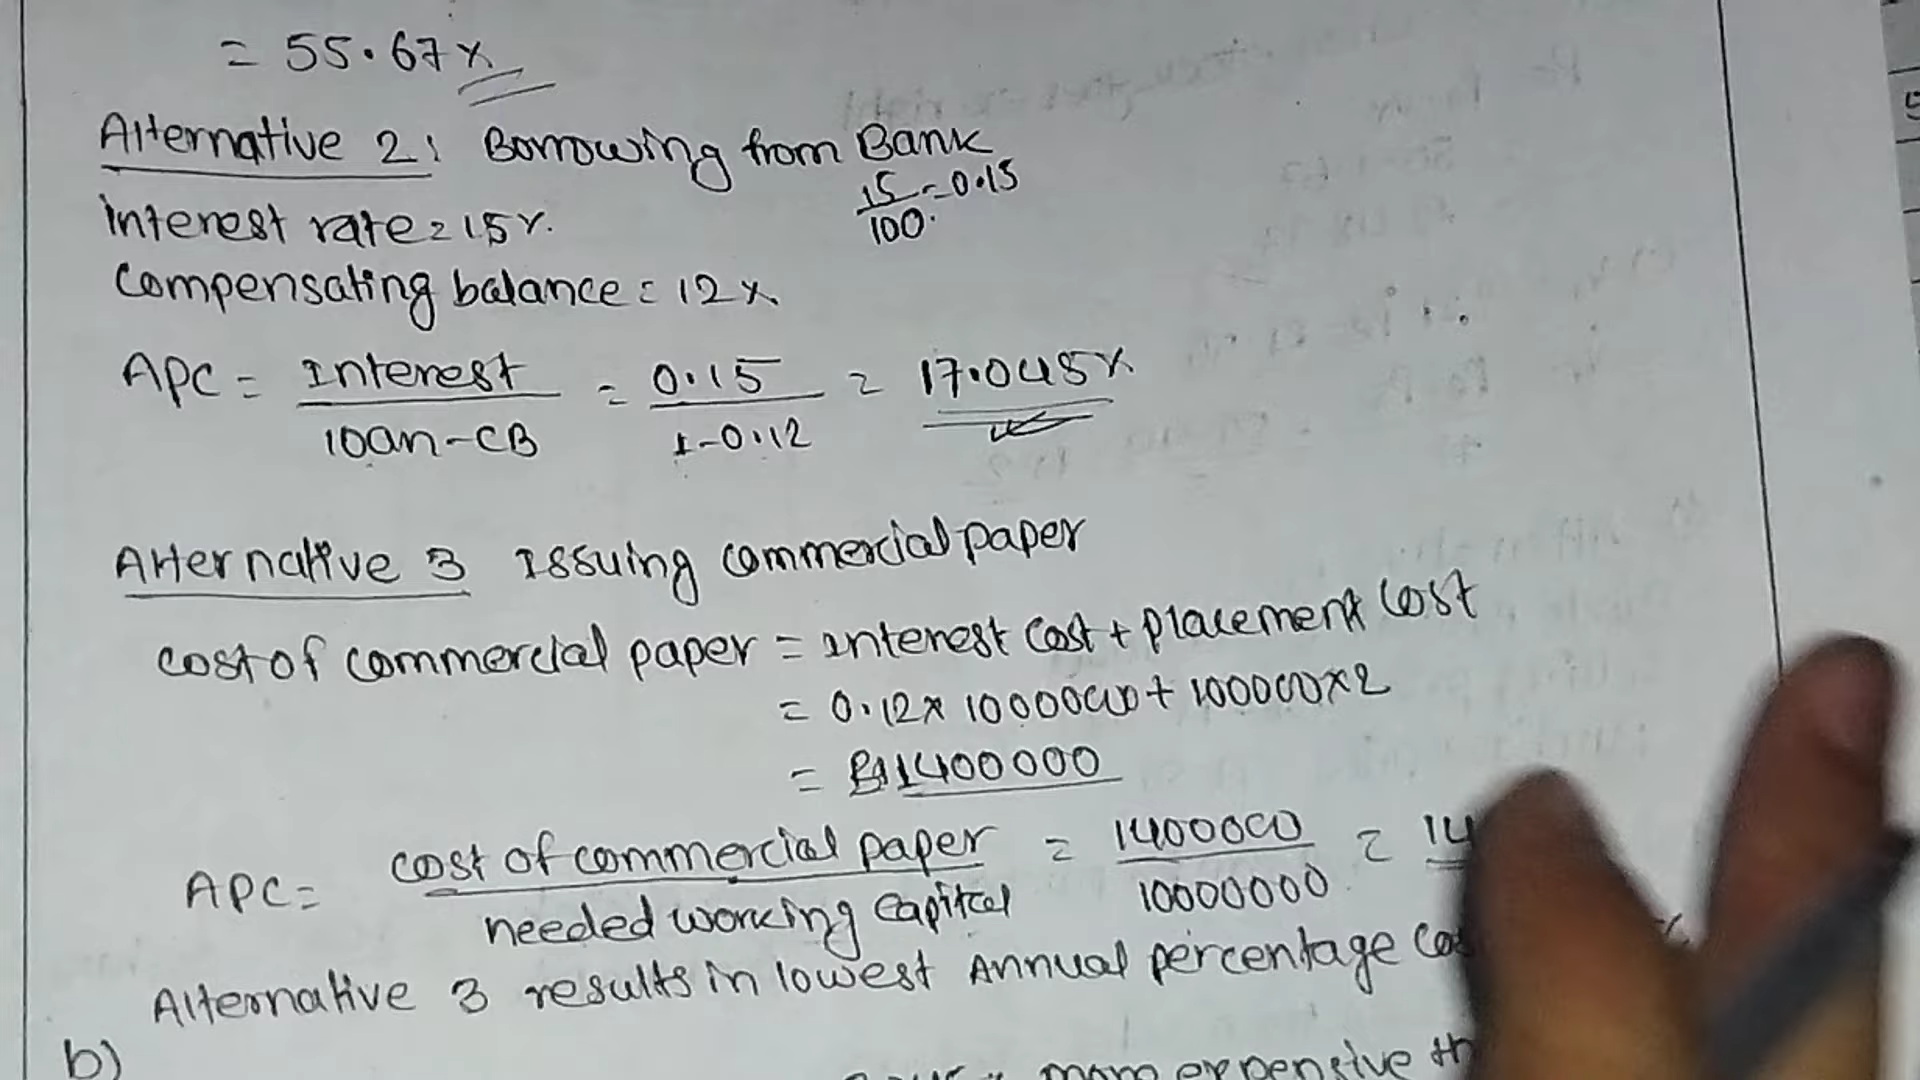 = 55.67%
Alternative 2: Borrowing from Bank
15/100 = 0.15
interest rate = 15%.
Compensating balance = 12%
APC = Interest/loan-CB = 0.15/1-0.12 = 17.045%
Alternative 3 Issuing commercial paper
cost of commercial paper = interest cost + placement cost
= 0.12 x 10000000 + 100000 x 2
= 1400000
APC = cost of commercial paper/needed working capital = 1400000/10000000 = 14
Alternative 3 results in lowest Annual percentage
b)
more expensive